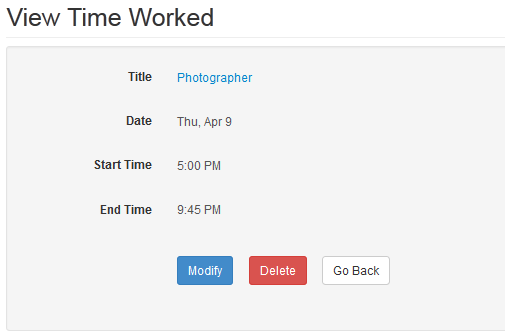 View Time Worked
Title Photographer
Date Thu, Apr 9
Start Time 5:00 PM
End Time 9:45 PM
Modify Delete Go Back